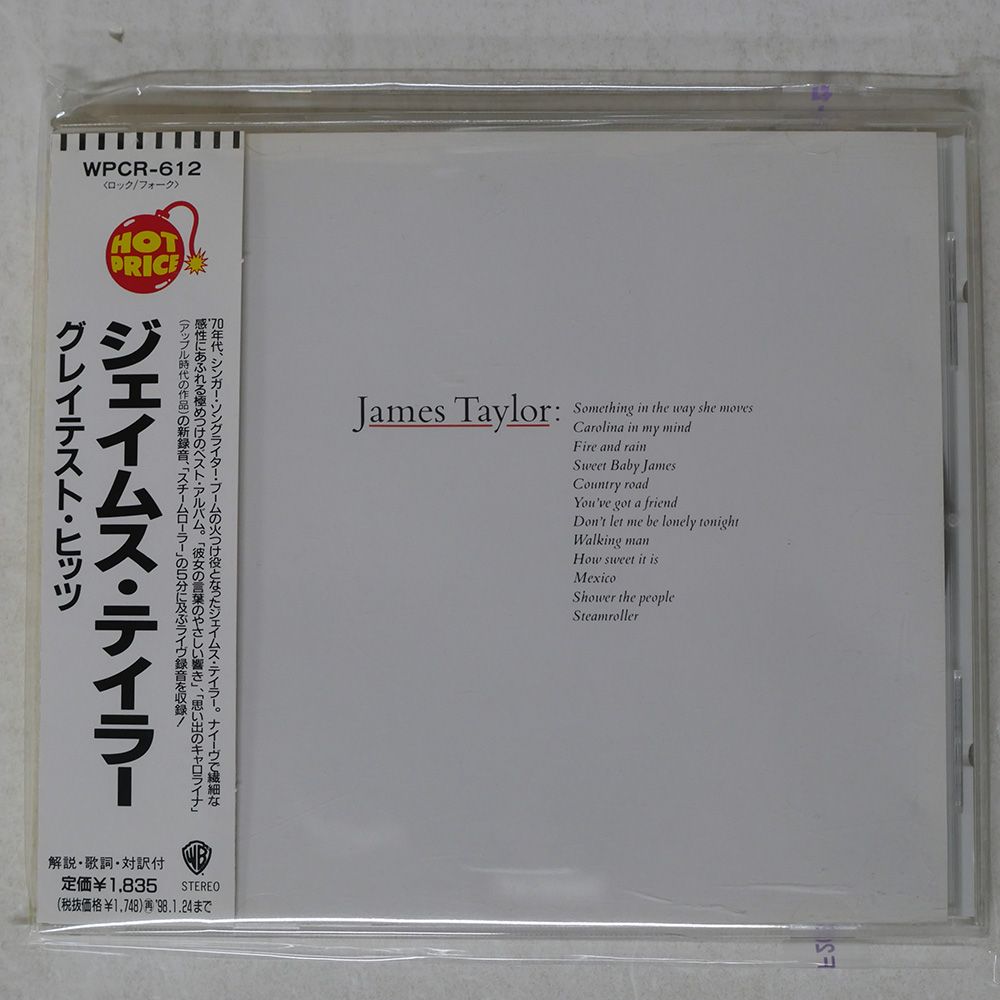 WPCR-612
〈ロック/フォーク〉
HOT
PRICE
ジェイムス・テイラー
グレイテスト・ヒッツ
'70年代、シンガー・ソングライター・ブームの火つけ役となったジェイムス・テイラー。ナイーヴで繊細な
感性にあふれる極めつけのベスト・アルバム。「彼女の言葉のやさしい響き」、「思い出のキャロライナ」
(アップル時代の作品)の新録音、「スチームローラー」の5分に及ぶライヴ録音を収録!
解説・歌詞・対訳付
定価¥1,835
(税抜価格¥1,748)再'98.1.24まで
WB
STEREO
James Taylor:
Something in the way she moves
Carolina in my mind
Fire and rain
Sweet Baby James
Country road
You've got a friend
Don't let me be lonely tonight
Walking man
How sweet it is
Mexico
Shower the people
Steamroller